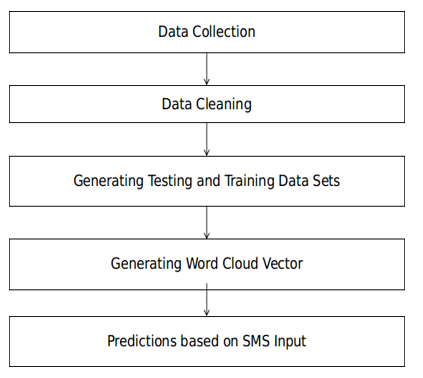 Data Collection
Data Cleaning
Generating Testing and Training Data Sets
Generating Word Cloud Vector
Predictions based on SMS Input